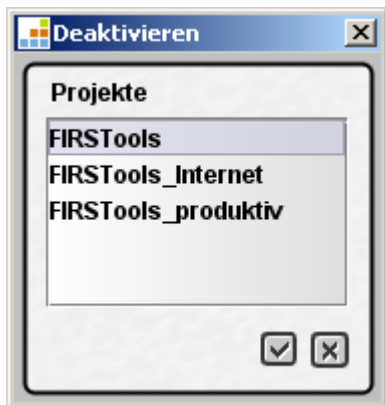 Deaktivieren
Projekte
FIRSTools
FIRSTools_Internet
FIRSTools_produktiv